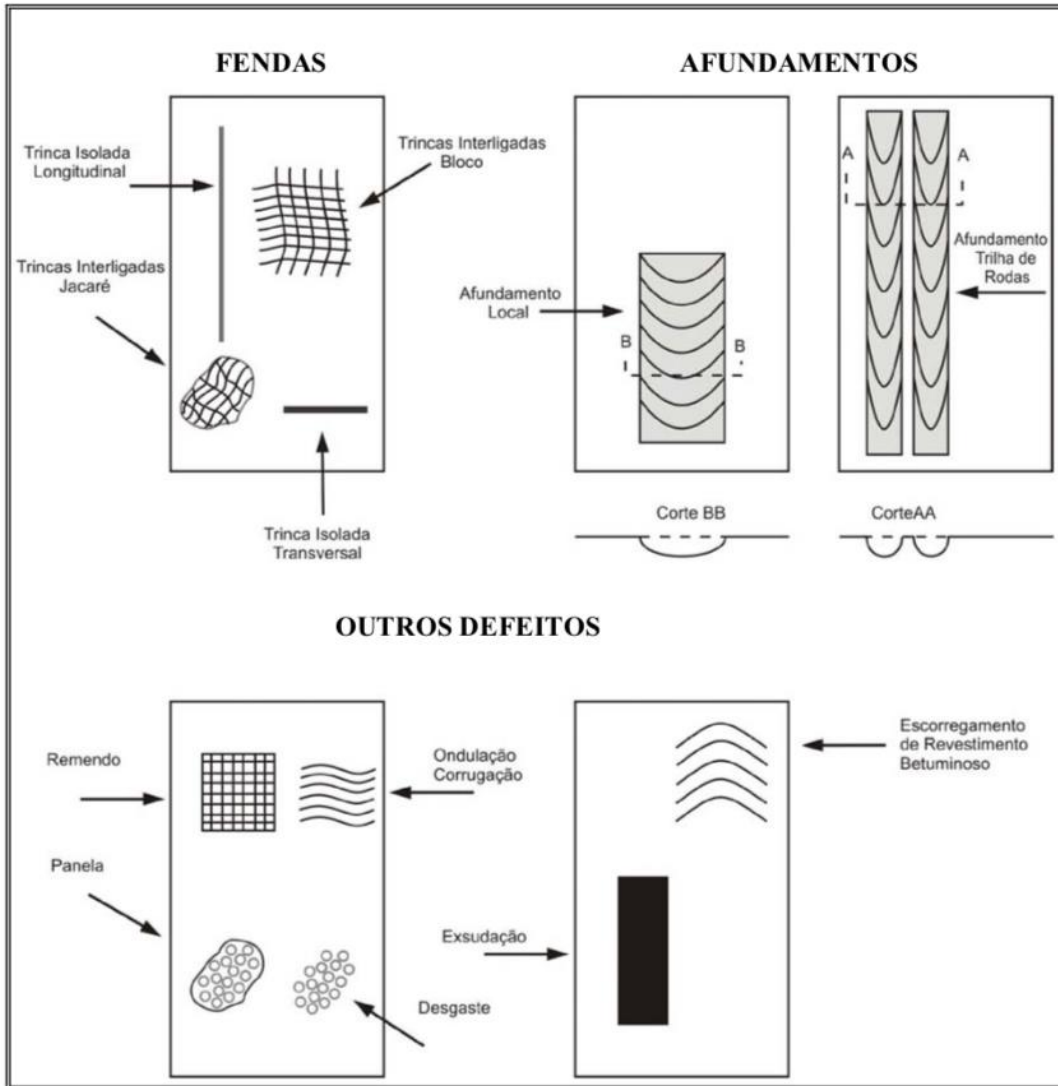 FENDAS
AFUNDAMENTOS
Trinca Isolada
Longitudinal
Trincas Interligadas
Bloco
Trincas Interligadas
Jacaré
Trinca Isolada
Transversal
Afundamento
Local
B
B
A
A
Afundamento
Trilha de
Rodas
Corte BB
CorteAA
OUTROS DEFEITOS
Remendo
Ondulação
Corrugação
Panela
Desgaste
Escorregamento
de Revestimento
Betuminoso
Exsudação